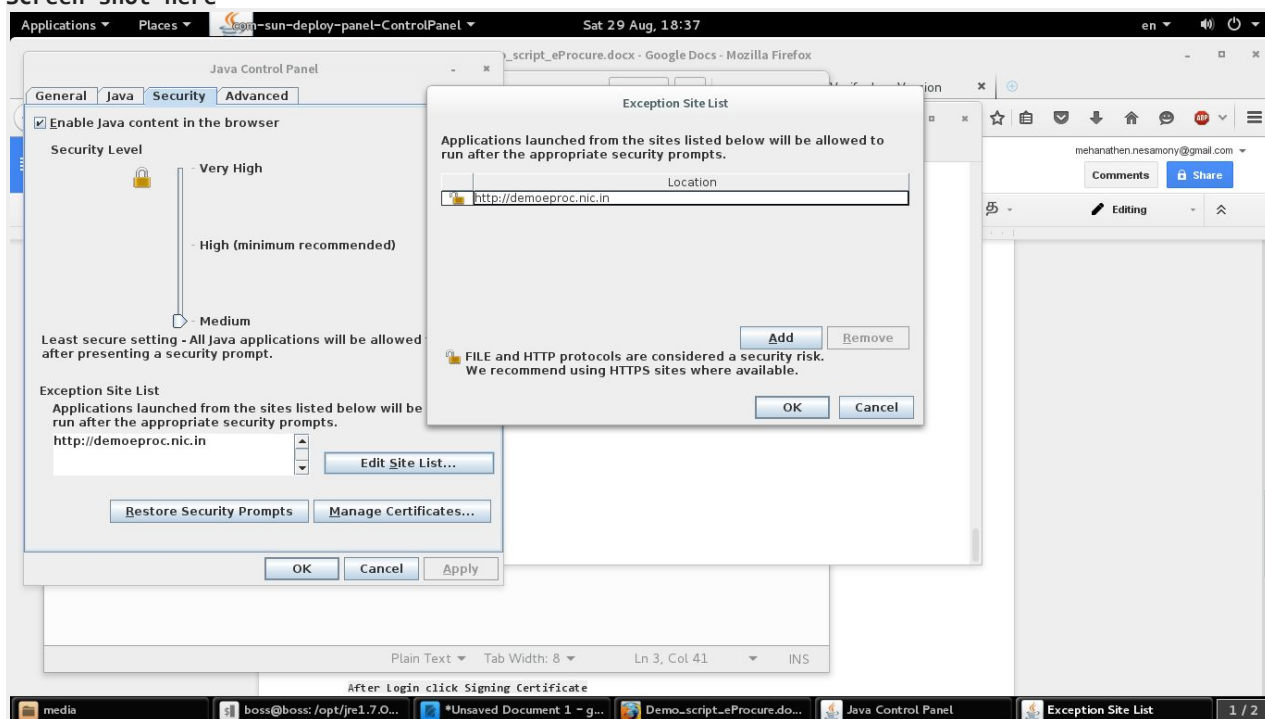 Screen shot here
Applications Places com-sun-deploy-panel-ControlPanel Sat 29 Aug, 18:37 en
_script_eProcure.docx - Google Docs - Mozilla Firefox
Java Control Panel
General Java Security Advanced
Enable Java content in the browser
Security Level
Very High
High (minimum recommended)
Medium
Least secure setting - All Java applications will be allowed
after presenting a security prompt.
Exception Site List
Applications launched from the sites listed below will be
run after the appropriate security prompts.
http://demoeproc.nic.in
Edit Site List...
Restore Security Prompts Manage Certificates...
OK Cancel Apply
Exception Site List
Applications launched from the sites listed below will be allowed to
run after the appropriate security prompts.
Location
http://demoeproc.nic.in
Add Remove
FILE and HTTP protocols are considered a security risk.
We recommend using HTTPS sites where available.
OK Cancel
ABP
mehanathen.nesamony@gmail.com
Comments Share
த Editing
Plain Text Tab Width: 8 Ln 3, Col 41 INS
After Login click Signing Certificate
media boss@boss: /opt/jre1.7.0... *Unsaved Document 1 - g... Demo_script_eProcure.do... Java Control Panel Exception Site List 1 / 2